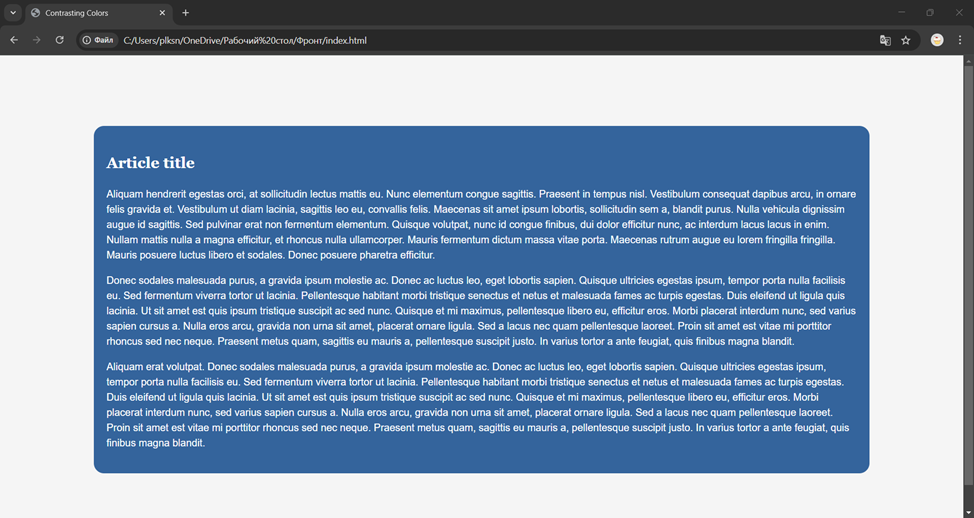 Contrasting Colors
Файл C:/Users/plksn/OneDrive/Рабочий%20стол/Фронт/index.html
Article title
Aliquam hendrerit egestas orci, at sollicitudin lectus mattis eu. Nunc elementum congue sagittis. Praesent in tempus nisl. Vestibulum consequat dapibus arcu, in ornare
felis gravida et. Vestibulum ut diam lacinia, sagittis leo eu, convallis felis. Maecenas sit amet ipsum lobortis, sollicitudin sem a, blandit purus. Nulla vehicula dignissim
augue id sagittis. Sed pulvinar erat non fermentum elementum. Quisque volutpat, nunc id congue finibus, dui dolor efficitur nunc, ac interdum lacus lacus in enim.
Nullam mattis nulla a magna efficitur, et rhoncus nulla ullamcorper. Mauris fermentum dictum massa vitae porta. Maecenas rutrum augue eu lorem fringilla fringilla.
Mauris posuere luctus libero et sodales. Donec posuere pharetra efficitur.
Donec sodales malesuada purus, a gravida ipsum molestie ac. Donec ac luctus leo, eget lobortis sapien. Quisque ultricies egestas ipsum, tempor porta nulla facilisis
eu. Sed fermentum viverra tortor ut lacinia. Pellentesque habitant morbi tristique senectus et netus et malesuada fames ac turpis egestas. Duis eleifend ut ligula quis
lacinia. Ut sit amet est quis ipsum tristique suscipit ac sed nunc. Quisque et mi maximus, pellentesque libero eu, efficitur eros. Morbi placerat interdum nunc, sed varius
sapien cursus a. Nulla eros arcu, gravida non urna sit amet, placerat ornare ligula. Sed a lacus nec quam pellentesque laoreet. Proin sit amet est vitae mi porttitor
rhoncus sed nec neque. Praesent metus quam, sagittis eu mauris a, pellentesque suscipit justo. In varius tortor a ante feugiat, quis finibus magna blandit.
Aliquam erat volutpat. Donec sodales malesuada purus, a gravida ipsum molestie ac. Donec ac luctus leo, eget lobortis sapien. Quisque ultricies egestas ipsum,
tempor porta nulla facilisis eu. Sed fermentum viverra tortor ut lacinia. Pellentesque habitant morbi tristique senectus et netus et malesuada fames ac turpis egestas.
Duis eleifend ut ligula quis lacinia. Ut sit amet est quis ipsum tristique suscipit ac sed nunc. Quisque et mi maximus, pellentesque libero eu, efficitur eros. Morbi
placerat interdum nunc, sed varius sapien cursus a. Nulla eros arcu, gravida non urna sit amet, placerat ornare ligula. Sed a lacus nec quam pellentesque laoreet.
Proin sit amet est vitae mi porttitor rhoncus sed nec neque. Praesent metus quam, sagittis eu mauris a, pellentesque suscipit justo. In varius tortor a ante feugiat, quis
finibus magna blandit.